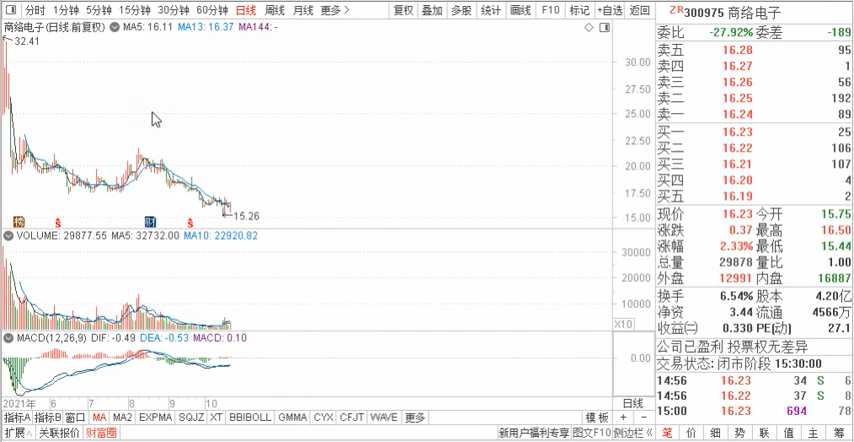 分时 1分钟 5分钟 15分钟 30分钟 60分钟 日线 周线 月线 更多 > 复权 叠加 多股 统计 画线 F10 标记 +自选 返回
ZR 300975 商络电子
商络电子(日线.前复权) MA5: 16.11 MA13: 16.37 MA144: -
32.41
30.00
27.50
25.00
22.50
20.00
17.50
15.00
15.26
榜 $ 财 $
VOLUME: 29877.55 MA5: 32732.00 MA10: 22920.82
30000
20000
10000
X10
MACD(12,26,9) DIF: -0.49 DEA: -0.53 MACD: 0.10
0.00
2021年 6 7 8 9 10 日线
指标A 指标B 窗口 MA MA2 EXPMA SQJZ XT BBIBOLL GMMA CYX CFJT WAVE 更多 模板 + −
扩展∧ 关联报价 财富圈 新用户福利专享 图文F10 侧边栏《
委比 -27.92% 委差 -189
卖五 16.28 95
卖四 16.27 1
卖三 16.26 56
卖二 16.25 192
卖一 16.24 89
买一 16.23 25
买二 16.22 106
买三 16.21 107
买四 16.20 4
买五 16.19 2
现价 16.23 今开 15.75
涨跌 0.37 最高 16.50
涨幅 2.33% 最低 15.44
总量 29878 量比 1.00
外盘 12991 内盘 16887
换手 6.54% 股本 4.20亿
净资 3.44 流通 4566万
收益㈡ 0.330 PE(动) 27.1
公司已盈利 投票权无差异
交易状态: 闭市阶段 15:30:00
14:56 16.23 34 S 6
14:56 16.22 37 S 8
15:00 16.23 694 78
笔 价 细 势 联 值 主 筹